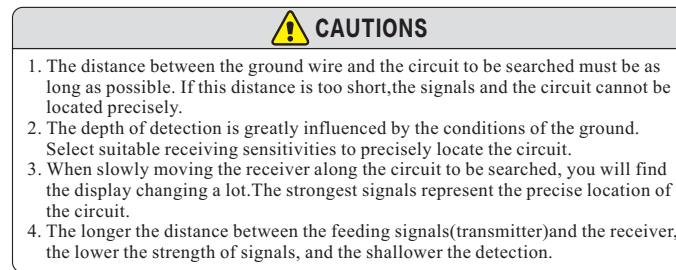 CAUTIONS
1. The distance between the ground wire and the circuit to be searched must be as
long as possible. If this distance is too short,the signals and the circuit cannot be
located precisely.
2. The depth of detection is greatly influenced by the conditions of the ground.
Select suitable receiving sensitivities to precisely locate the circuit.
3. When slowly moving the receiver along the circuit to be searched, you will find
the display changing a lot.The strongest signals represent the precise location of
the circuit.
4. The longer the distance between the feeding signals(transmitter)and the receiver,
the lower the strength of signals, and the shallower the detection.